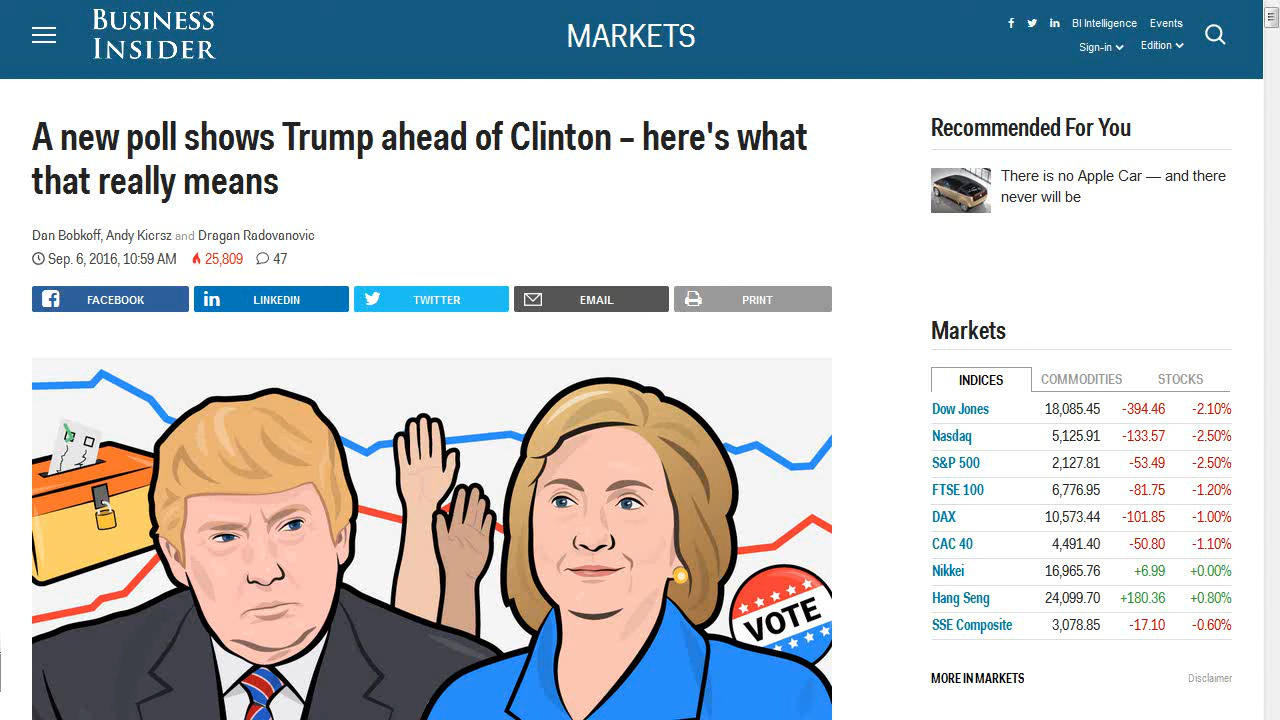 BUSINESS
INSIDER
MARKETS
BI Intelligence Events
Sign-in Edition
A new poll shows Trump ahead of Clinton – here's what
that really means
Dan Bobkoff, Andy Kiersz and Dragan Radovanovic
Sep. 6, 2016, 10:59 AM 25,809 47
FACEBOOK LINKEDIN TWITTER EMAIL PRINT
VOTE
Recommended For You
There is no Apple Car — and there
never will be
Markets
INDICES COMMODITIES STOCKS
Dow Jones 18,085.45 -394.46 -2.10%
Nasdaq 5,125.91 -133.57 -2.50%
S&P 500 2,127.81 -53.49 -2.50%
FTSE 100 6,776.95 -81.75 -1.20%
DAX 10,573.44 -101.85 -1.00%
CAC 40 4,491.40 -50.80 -1.10%
Nikkei 16,965.76 +6.99 +0.00%
Hang Seng 24,099.70 +180.36 +0.80%
SSE Composite 3,078.85 -17.10 -0.60%
MORE IN MARKETS Disclaimer